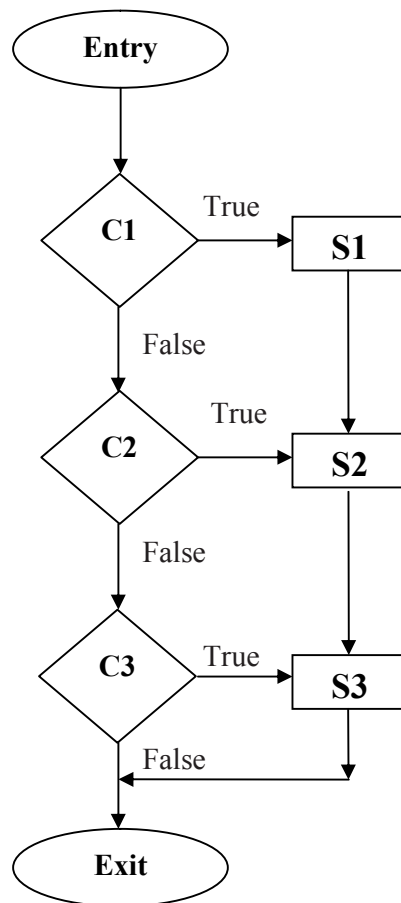 Entry
C1
True
S1
False
C2
True
S2
False
C3
True
S3
False
Exit